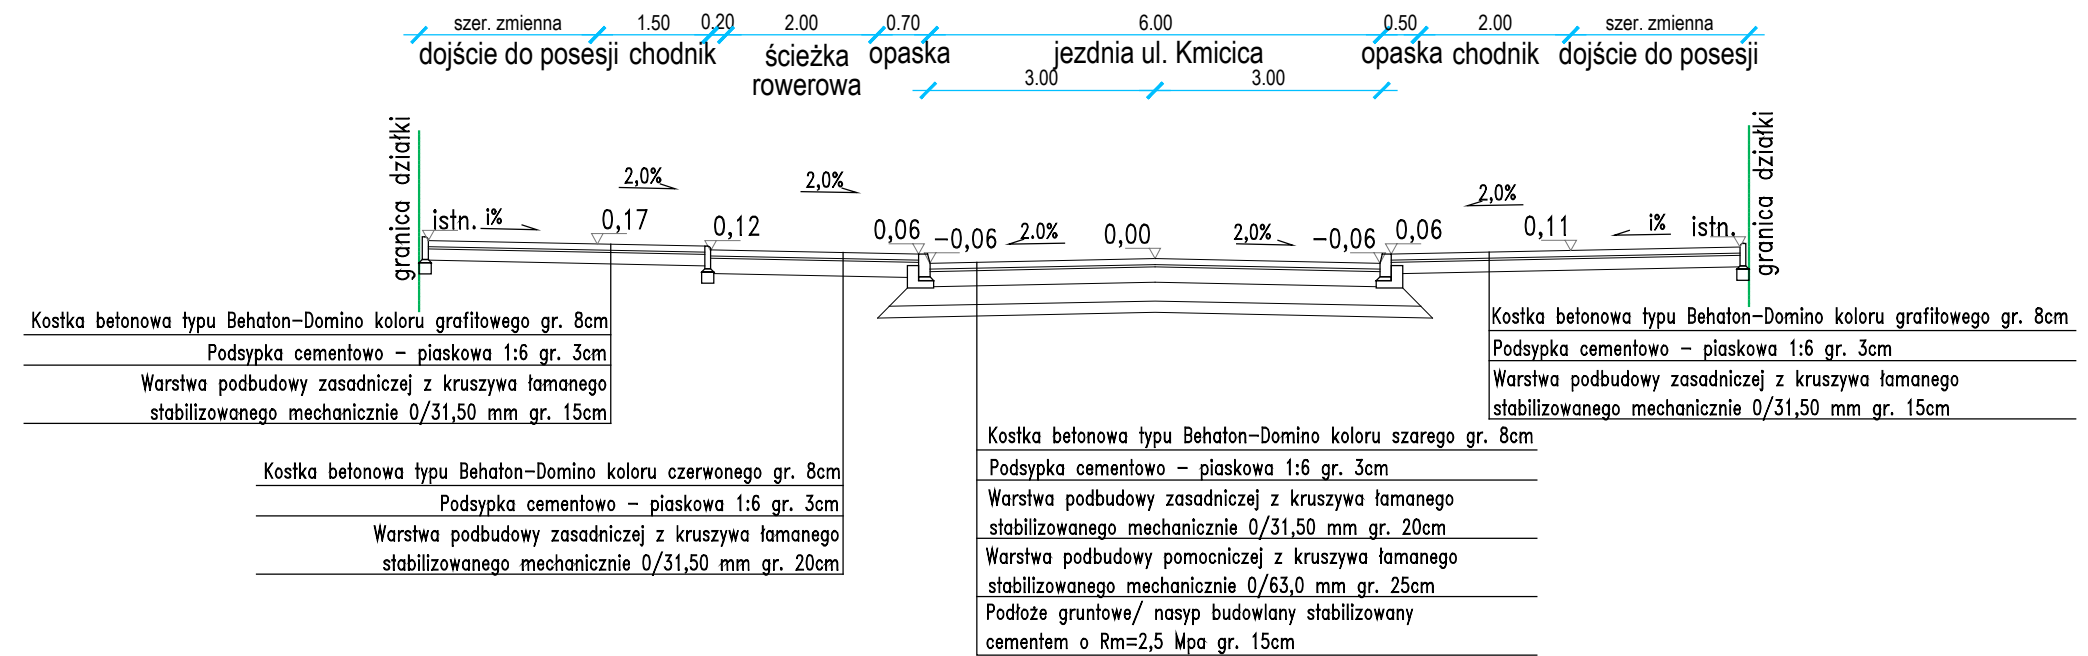 szer. zmienna 1.50 0.20 2.00 0.70 6.00 0.50 2.00 szer. zmienna
dojście do posesji chodnik ścieżka rowerowa opaska jezdnia ul. Kmicica opaska chodnik dojście do posesji
3.00 3.00
granica działki
granica działki
2,0% 2,0% 2,0%
istn. i% 0,17 0,12 0,06 -0,06 2.0% 0,00 2,0% -0,06 0,06 0,11 i% istn.
Kostka betonowa typu Behaton-Domino koloru grafitowego gr. 8cm
Podsypka cementowo - piaskowa 1:6 gr. 3cm
Warstwa podbudowy zasadniczej z kruszywa łamanego
stabilizowanego mechanicznie 0/31,50 mm gr. 15cm
Kostka betonowa typu Behaton-Domino koloru czerwonego gr. 8cm
Podsypka cementowo - piaskowa 1:6 gr. 3cm
Warstwa podbudowy zasadniczej z kruszywa łamanego
stabilizowanego mechanicznie 0/31,50 mm gr. 20cm
Kostka betonowa typu Behaton-Domino koloru szarego gr. 8cm
Podsypka cementowo - piaskowa 1:6 gr. 3cm
Warstwa podbudowy zasadniczej z kruszywa łamanego
stabilizowanego mechanicznie 0/31,50 mm gr. 20cm
Warstwa podbudowy pomocniczej z kruszywa łamanego
stabilizowanego mechanicznie 0/63,0 mm gr. 25cm
Podłoże gruntowe/ nasyp budowlany stabilizowany
cementem o Rm=2,5 Mpa gr. 15cm
Kostka betonowa typu Behaton-Domino koloru grafitowego gr. 8cm
Podsypka cementowo - piaskowa 1:6 gr. 3cm
Warstwa podbudowy zasadniczej z kruszywa łamanego
stabilizowanego mechanicznie 0/31,50 mm gr. 15cm